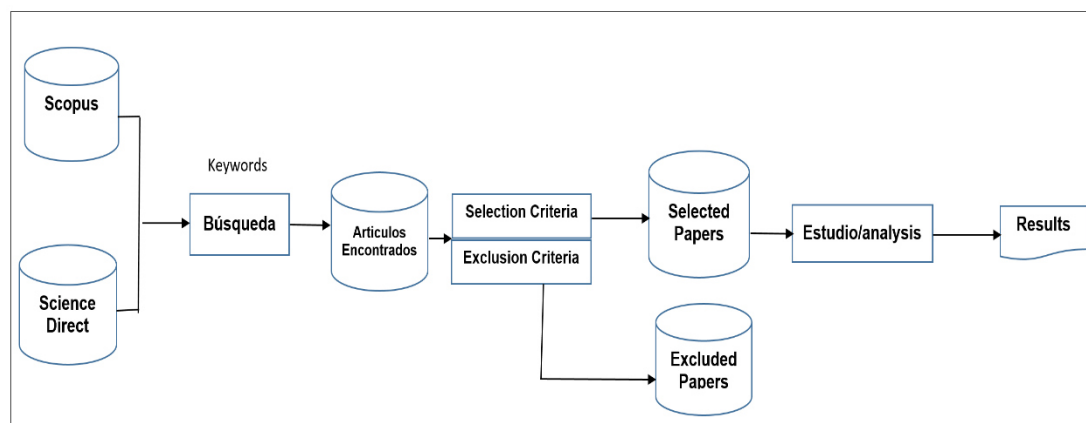 Scopus
Science
Direct
Keywords
Búsqueda
Articulos
Encontrados
Selection Criteria
Exclusion Criteria
Selected
Papers
Excluded
Papers
Estudio/analysis
Results